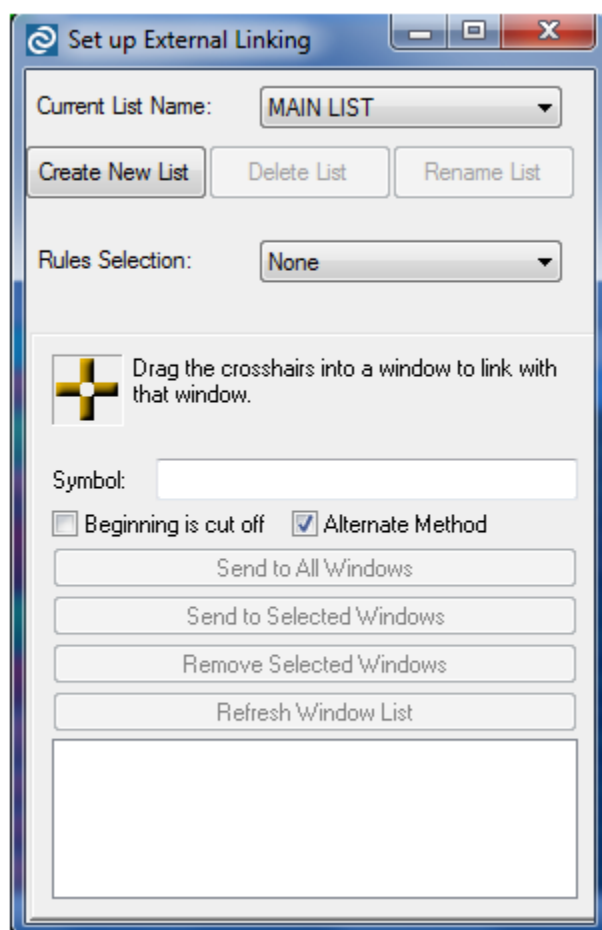 Set up External Linking
Current List Name: MAIN LIST
Create New List Delete List Rename List
Rules Selection: None
Drag the crosshairs into a window to link with
that window.
Symbol:
Beginning is cut off Alternate Method
Send to All Windows
Send to Selected Windows
Remove Selected Windows
Refresh Window List